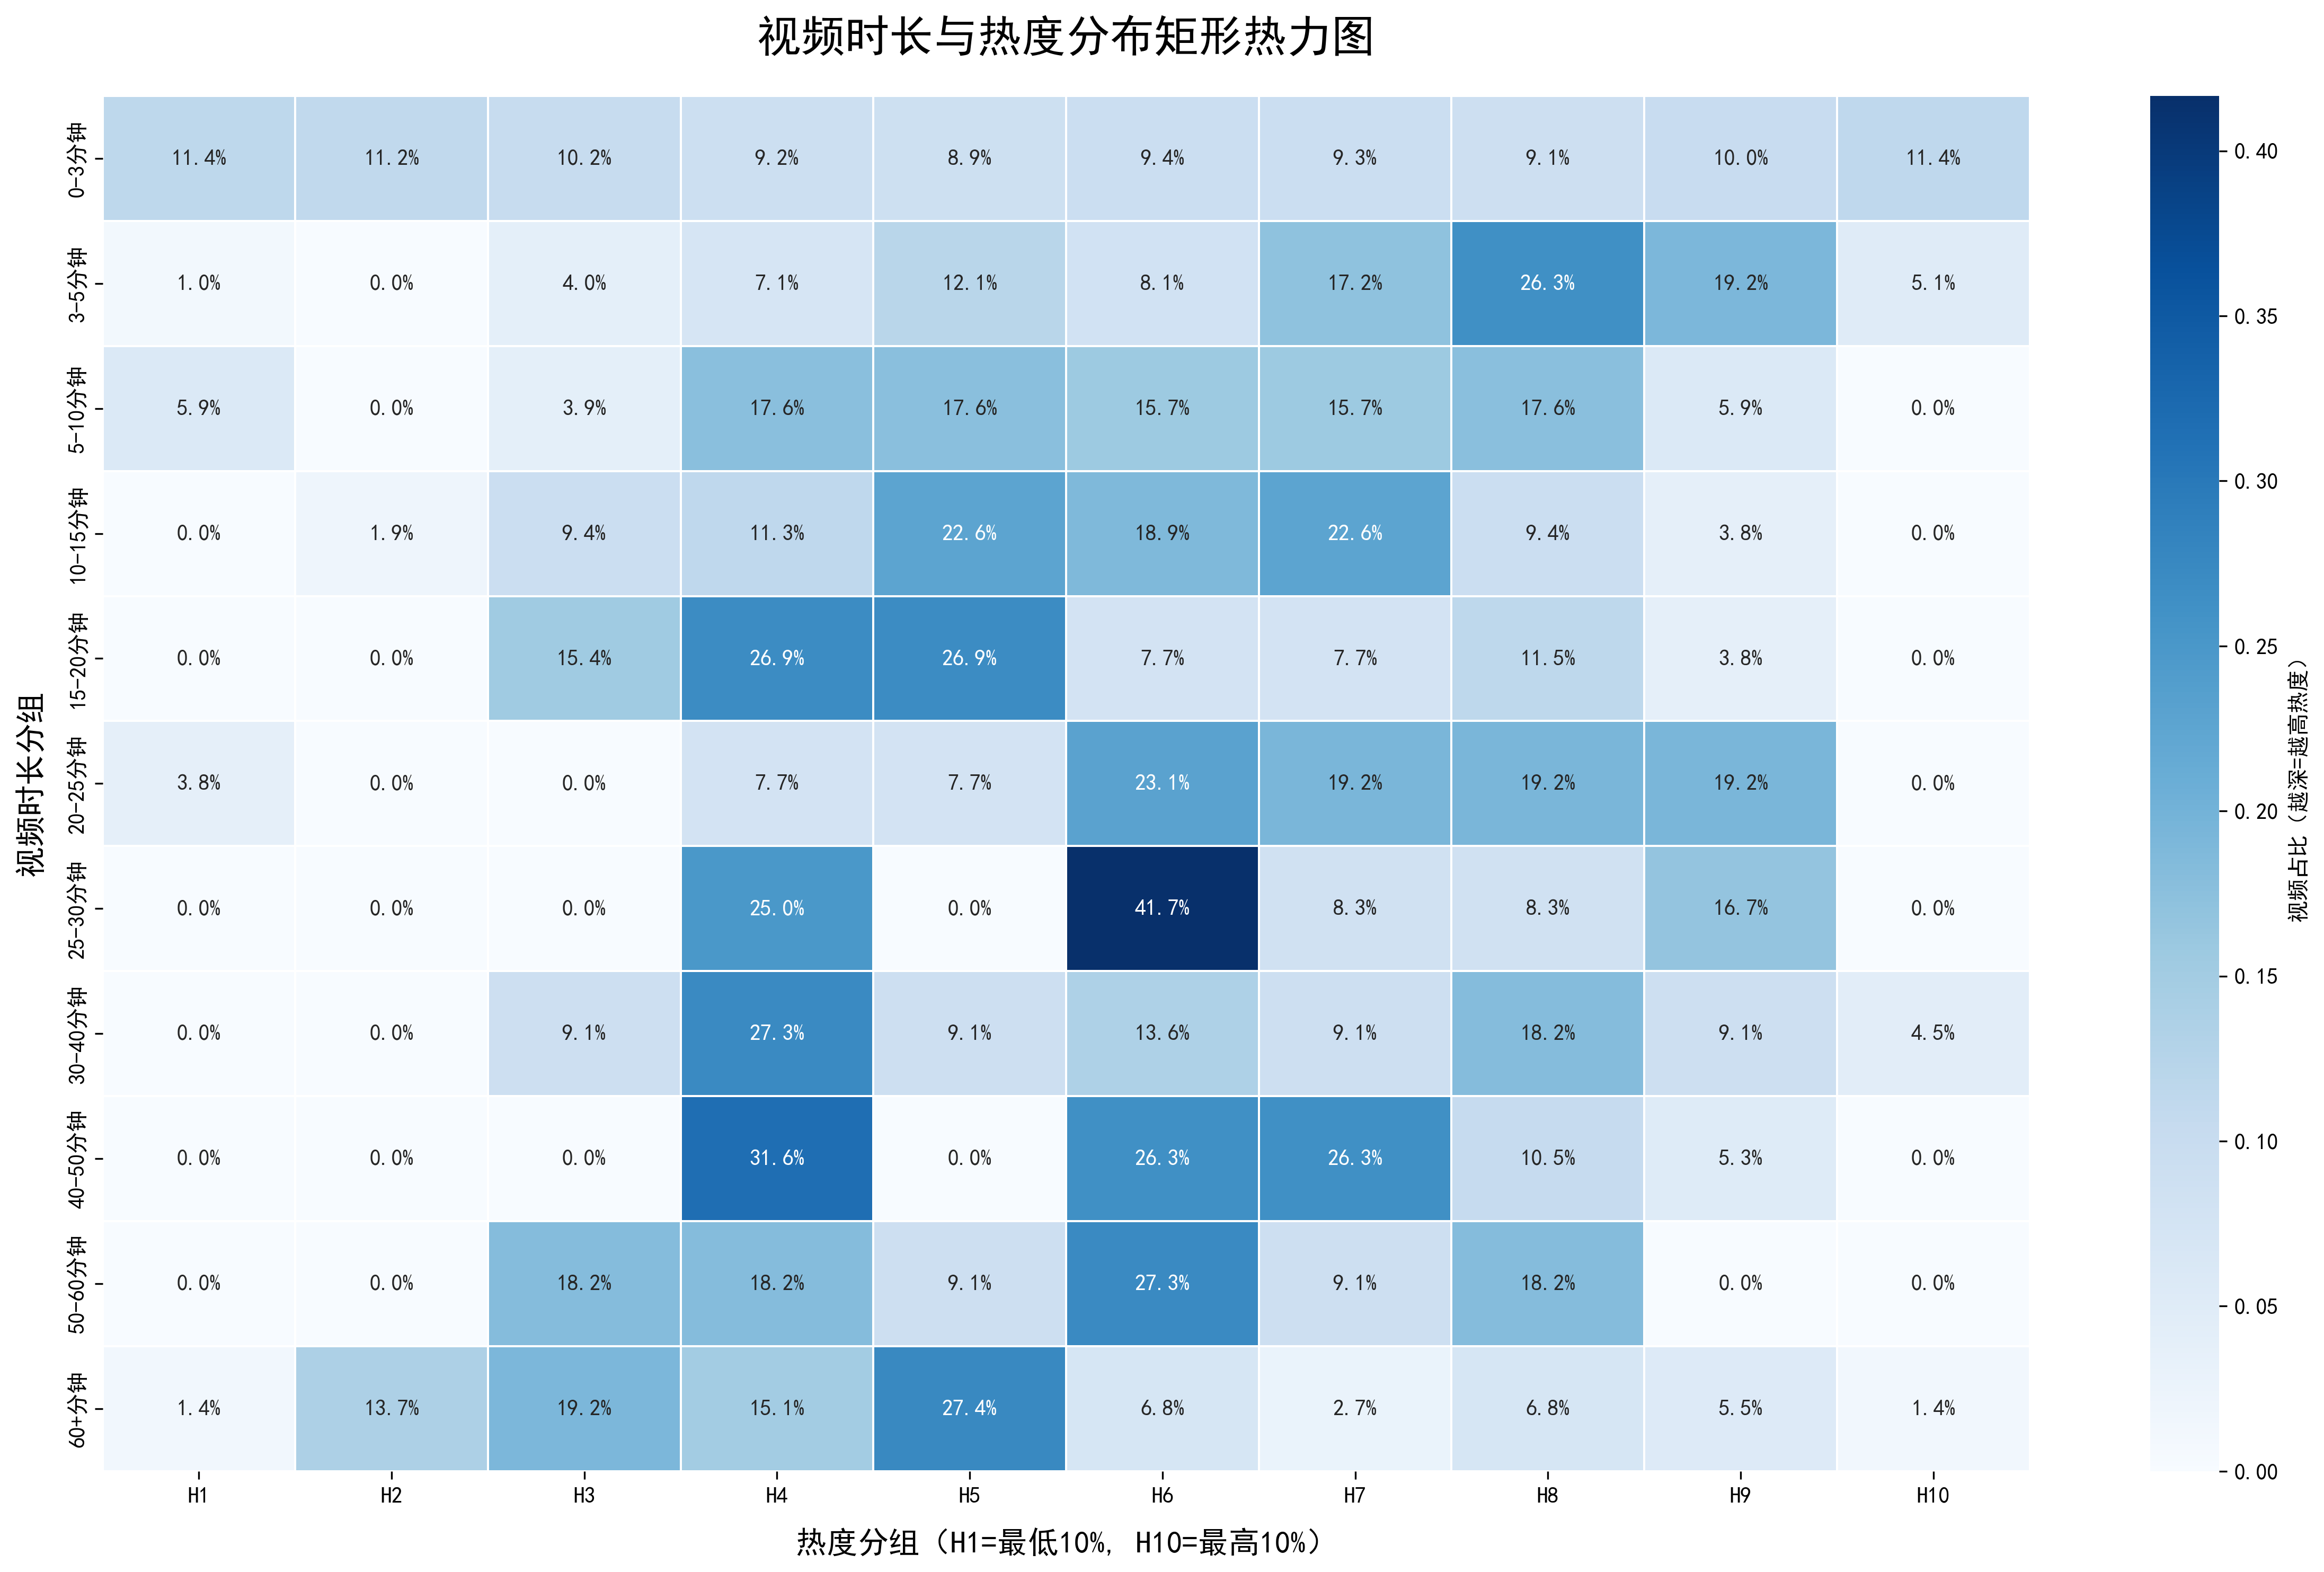 视频时长与热度分布矩形热力图
视频时长分组
0-3分钟 11.4% 11.2% 10.2% 9.2% 8.9% 9.4% 9.3% 9.1% 10.0% 11.4%
3-5分钟 1.0% 0.0% 4.0% 7.1% 12.1% 8.1% 17.2% 26.3% 19.2% 5.1%
5-10分钟 5.9% 0.0% 3.9% 17.6% 17.6% 15.7% 15.7% 17.6% 5.9% 0.0%
10-15分钟 0.0% 1.9% 9.4% 11.3% 22.6% 18.9% 22.6% 9.4% 3.8% 0.0%
15-20分钟 0.0% 0.0% 15.4% 26.9% 26.9% 7.7% 7.7% 11.5% 3.8% 0.0%
20-25分钟 3.8% 0.0% 0.0% 7.7% 7.7% 23.1% 19.2% 19.2% 19.2% 0.0%
25-30分钟 0.0% 0.0% 0.0% 25.0% 0.0% 41.7% 8.3% 8.3% 16.7% 0.0%
30-40分钟 0.0% 0.0% 9.1% 27.3% 9.1% 13.6% 9.1% 18.2% 9.1% 4.5%
40-50分钟 0.0% 0.0% 0.0% 31.6% 0.0% 26.3% 26.3% 10.5% 5.3% 0.0%
50-60分钟 0.0% 0.0% 18.2% 18.2% 9.1% 27.3% 9.1% 18.2% 0.0% 0.0%
60+分钟 1.4% 13.7% 19.2% 15.1% 27.4% 6.8% 2.7% 6.8% 5.5% 1.4%
H1 H2 H3 H4 H5 H6 H7 H8 H9 H10
热度分组（H1=最低10%, H10=最高10%）
0.40
0.35
0.30
0.25
0.20
0.15
0.10
0.05
0.00
视频占比（越深=越高热度）